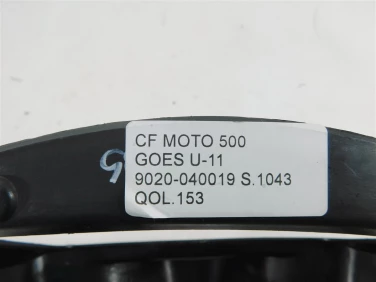 CF MOTO 500
GOES U-11
9020-040019 S.1043
QOL.153